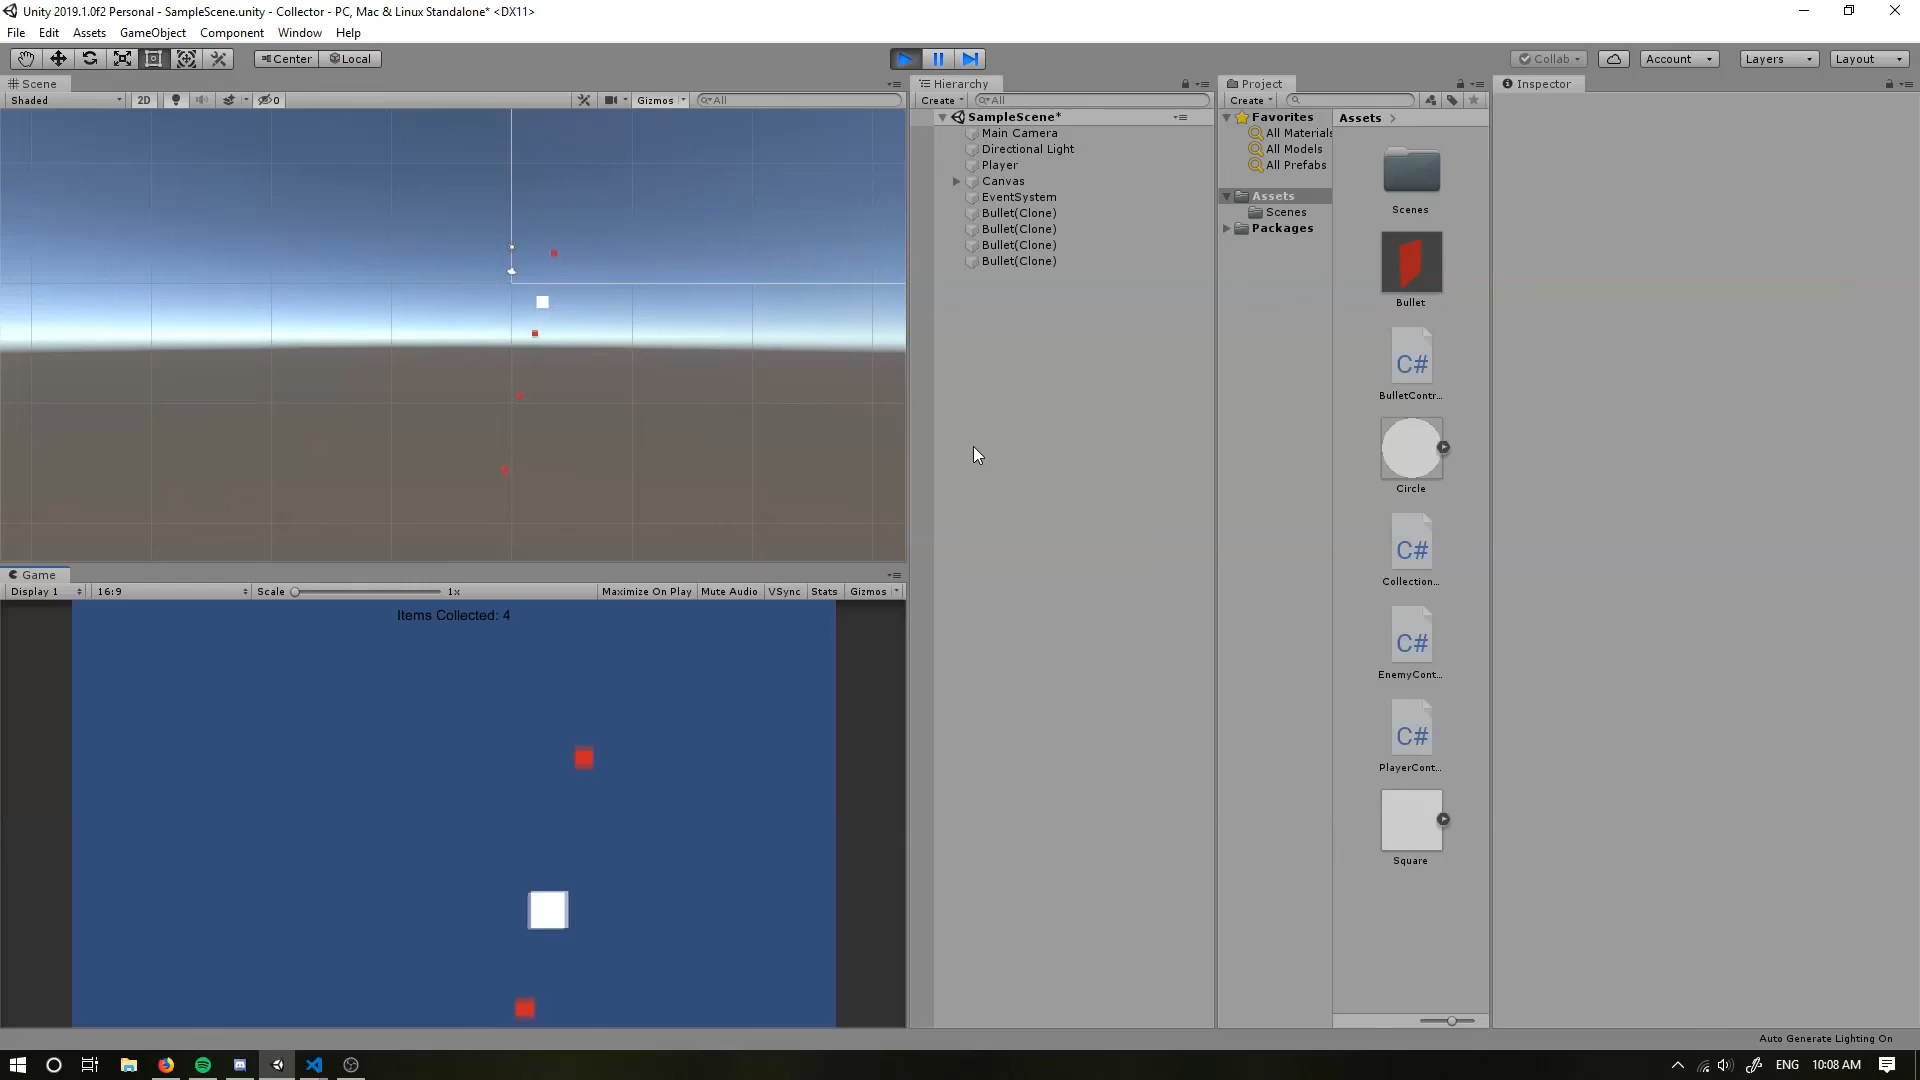 Unity 2019.1.0f2 Personal - SampleScene.unity - Collector - PC, Mac & Linux Standalone* <DX11>
File Edit Assets GameObject Component Window Help
Center Local Collab Account Layers Layout
Scene
Shaded 2D 0 Gizmos All
Hierarchy
Create All
SampleScene*
Main Camera
Directional Light
Player
Canvas
EventSystem
Bullet(Clone)
Bullet(Clone)
Bullet(Clone)
Bullet(Clone)
Project
Create
Favorites
All Materials
All Models
All Prefabs
Assets
Scenes
Packages
Assets
Scenes
Bullet
C#
BulletContr...
Circle
C#
Collection...
C#
EnemyCont...
C#
PlayerCont...
Square
Inspector
Game
Display 1 16:9 Scale 1x Maximize On Play Mute Audio VSync Stats Gizmos
Items Collected: 4
Auto Generate Lighting On
ENG 10:08 AM